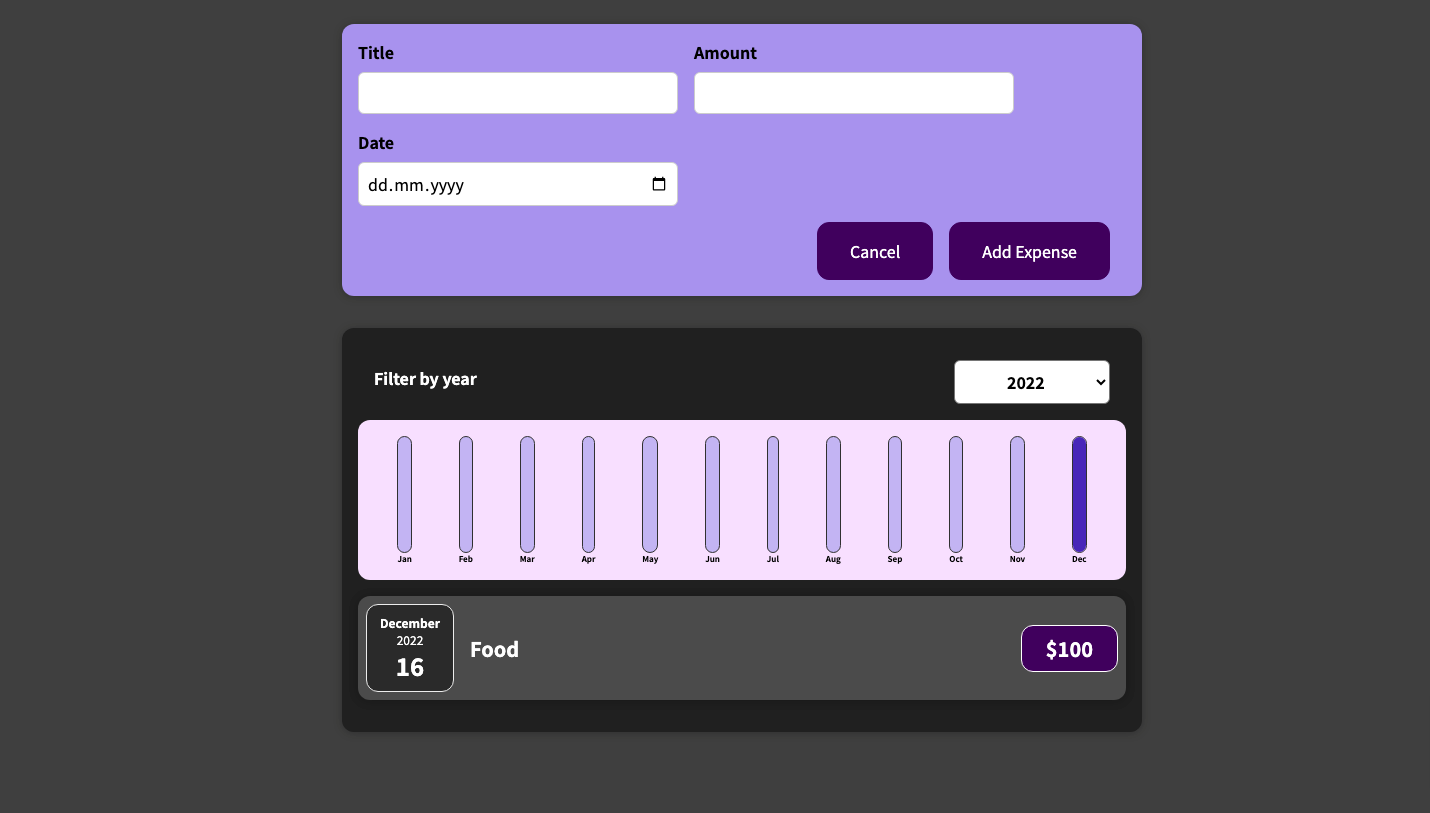 Title Amount
Date
dd.mm.yyyy
Cancel Add Expense
Filter by year 2022
Jan Feb Mar Apr May Jun Jul Aug Sep Oct Nov Dec
December
2022
16
Food $100